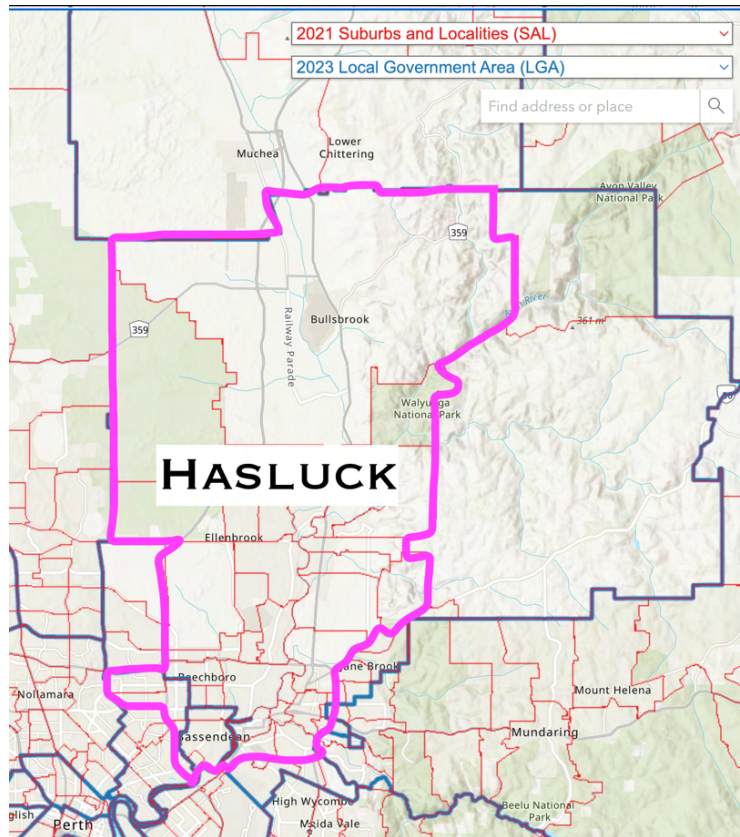 2021 Suburbs and Localities (SAL)
2023 Local Government Area (LGA)
Find address or place
Muchea
Lower
Chittering
Avon Valley
National Park
359
359
Railway Parade
Bullsbrook
361 m
Walyunga
National Park
HASLUCK
Ellenbrook
Jane Brook
Beechboro
Nollamara
Mount Helena
Bassendean
Mundaring
High Wycombe
Maida Vale
Beelu National
Park
Perth